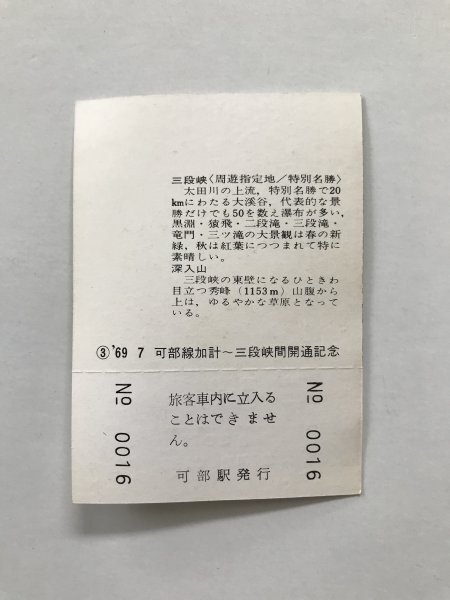 三段峡〈周遊指定地／特別名勝〉
太田川の上流，特別名勝で20
kmにわたる大溪谷，代表的な景
勝だけでも50を数え瀑布が多い，
黒淵・猿飛・二段滝・三段滝・
竜門・三ツ滝の大景観は春の新
緑，秋は紅葉につつまれて特に
素晴しい。
深入山
三段峡の東壁になるひときわ
目立つ秀峰（1153m）山腹から
上は，ゆるやかな草原となって
いる。
③ '69 7 可部線加計～三段峡間開通記念
旅客車内に立入る
ことはできませ
ん。
可部駅発行
No 0016
No 0016